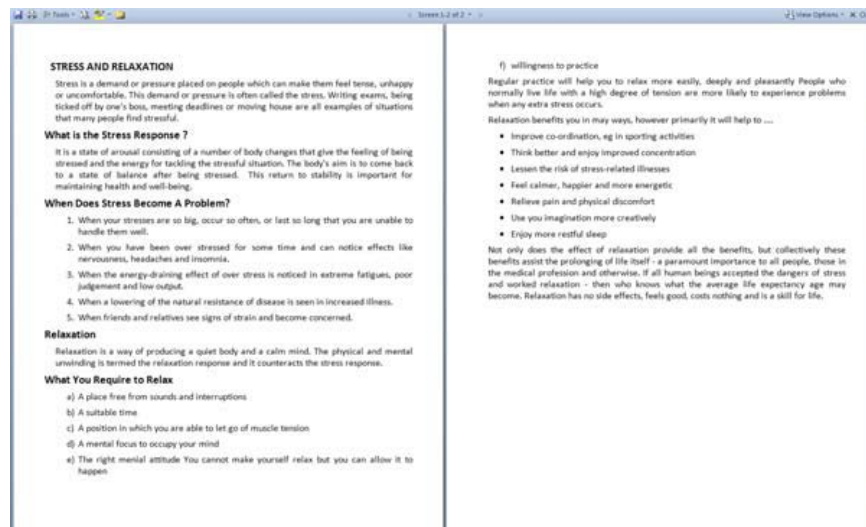 Tools
Screen 1-2 of 2
View Options
STRESS AND RELAXATION
Stress is a demand or pressure placed on people which can make them feel tense, unhappy
or uncomfortable. This demand or pressure is often called the stress. Writing exams, being
ticked off by one's boss, meeting deadlines or moving house are all examples of situations
that many people find stressful.
What is the Stress Response ?
It is a state of arousal consisting of a number of body changes that give the feeling of being
stressed and the energy for tackling the stressful situation. The body's aim is to come back
to a state of balance after being stressed. This return to stability is important for
maintaining health and well-being.
When Does Stress Become A Problem?
1. When your stresses are so big, occur so often, or last so long that you are unable to
handle them well.
2. When you have been over stressed for some time and can notice effects like
nervousness, headaches and insomnia.
3. When the energy-draining effect of over stress is noticed in extreme fatigues, poor
judgement and low output.
4. When a lowering of the natural resistance of disease is seen in increased illness.
5. When friends and relatives see signs of strain and become concerned.
Relaxation
Relaxation is a way of producing a quiet body and a calm mind. The physical and mental
unwinding is termed the relaxation response and it counteracts the stress response.
What You Require to Relax
a) A place free from sounds and interruptions
b) A suitable time
c) A position in which you are able to let go of muscle tension
d) A mental focus to occupy your mind
e) The right menial attitude You cannot make yourself relax but you can allow it to
happen
f) willingness to practice
Regular practice will help you to relax more easily, deeply and pleasantly People who
normally live life with a high degree of tension are more likely to experience problems
when any extra stress occurs.
Relaxation benefits you in may ways, however primarily it will help to ....
• Improve co-ordination, eg in sporting activities
• Think better and enjoy improved concentration
• Lessen the risk of stress-related illnesses
• Feel calmer, happier and more energetic
• Relieve pain and physical discomfort
• Use you imagination more creatively
• Enjoy more restful sleep
Not only does the effect of relaxation provide all the benefits, but collectively these
benefits assist the prolonging of life itself - a paramount importance to all people, those in
the medical profession and otherwise. If all human beings accepted the dangers of stress
and worked relaxation - then who knows what the average life expectancy age may
become. Relaxation has no side effects, feels good, costs nothing and is a skill for life.